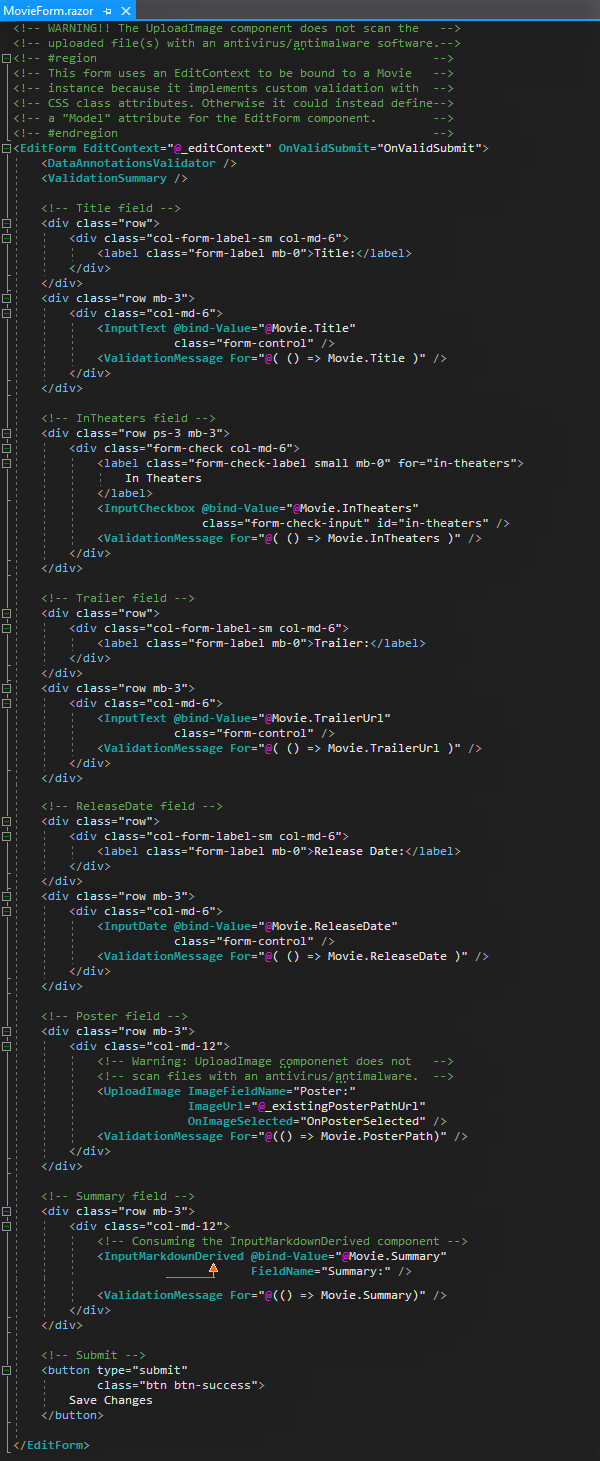 MovieForm.razor
<!-- WARNING!! The UploadImage component does not scan the   -->
<!-- uploaded file(s) with an antivirus/antimalware software.-->
<!-- #region                                                -->
<!-- This form uses an EditContext to be bound to a Movie   -->
<!-- instance because it implements custom validation with  -->
<!-- CSS class attributes. Otherwise it could instead define-->
<!-- a "Model" attribute for the EditForm component.        -->
<!-- #endregion                                             -->
<EditForm EditContext="@_editContext" OnValidSubmit="OnValidSubmit">
    <DataAnnotationsValidator />
    <ValidationSummary />

    <!-- Title field -->
    <div class="row">
        <div class="col-form-label-sm col-md-6">
            <label class="form-label mb-0">Title:</label>
        </div>
    </div>
    <div class="row mb-3">
        <div class="col-md-6">
            <InputText @bind-Value="@Movie.Title"
                       class="form-control" />
            <ValidationMessage For="@( () => Movie.Title )" />
        </div>
    </div>

    <!-- InTheaters field -->
    <div class="row ps-3 mb-3">
        <div class="form-check col-md-6">
            <label class="form-check-label small mb-0" for="in-theaters">
                In Theaters
            </label>
            <InputCheckbox @bind-Value="@Movie.InTheaters"
                           class="form-check-input" id="in-theaters" />
            <ValidationMessage For="@( () => Movie.InTheaters )" />
        </div>
    </div>

    <!-- Trailer field -->
    <div class="row">
        <div class="col-form-label-sm col-md-6">
            <label class="form-label mb-0">Trailer:</label>
        </div>
    </div>
    <div class="row mb-3">
        <div class="col-md-6">
            <InputText @bind-Value="@Movie.TrailerUrl"
                       class="form-control" />
            <ValidationMessage For="@( () => Movie.TrailerUrl )" />
        </div>
    </div>

    <!-- ReleaseDate field -->
    <div class="row">
        <div class="col-form-label-sm col-md-6">
            <label class="form-label mb-0">Release Date:</label>
        </div>
    </div>
    <div class="row mb-3">
        <div class="col-md-6">
            <InputDate @bind-Value="@Movie.ReleaseDate"
                       class="form-control" />
            <ValidationMessage For="@( () => Movie.ReleaseDate )" />
        </div>
    </div>

    <!-- Poster field -->
    <div class="row mb-3">
        <div class="col-md-12">
            <!-- Warning: UploadImage componenet does not   -->
            <!-- scan files with an antivirus/antimalware.  -->
            <UploadImage ImageFieldName="Poster:"
                         ImageUrl="@_existingPosterPathUrl"
                         OnImageSelected="OnPosterSelected" />
            <ValidationMessage For="@(() => Movie.PosterPath)" />
        </div>
    </div>

    <!-- Summary field -->
    <div class="row mb-3">
        <div class="col-md-12">
            <!-- Consuming the InputMarkdownDerived component -->
            <InputMarkdownDerived @bind-Value="@Movie.Summary"
                                  FieldName="Summary:" />
            <ValidationMessage For="@(() => Movie.Summary)" />
        </div>
    </div>

    <!-- Submit -->
    <button type="submit"
            class="btn btn-success">
        Save Changes
    </button>

</EditForm>